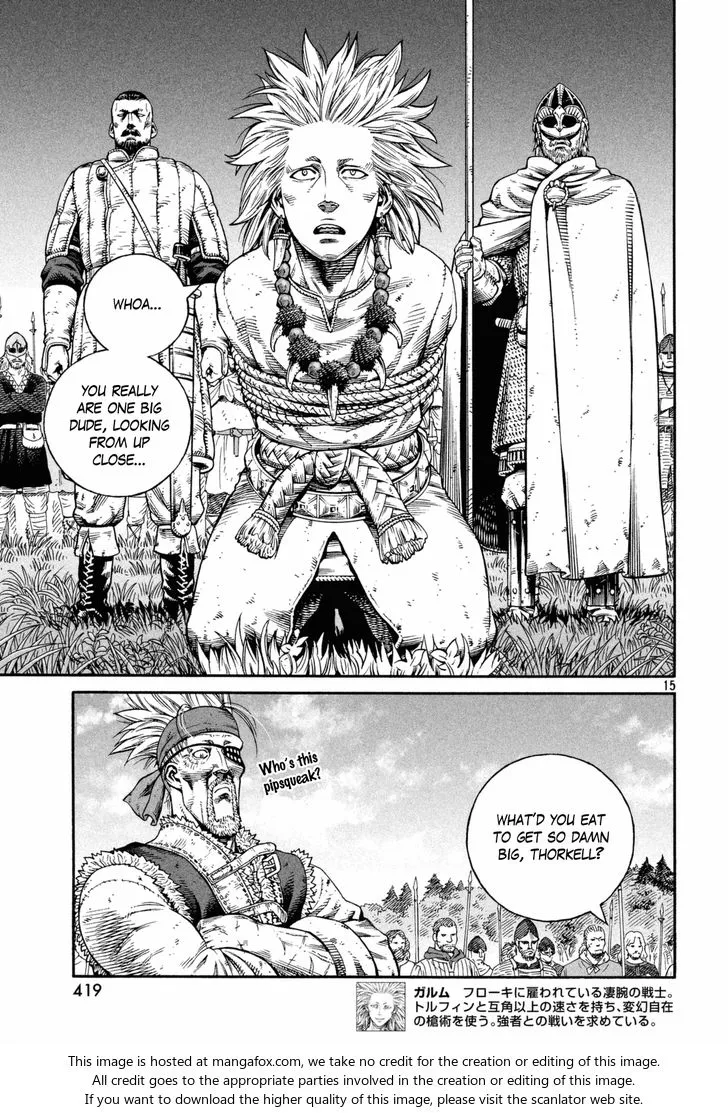 WHOA...
YOU REALLY
ARE ONE BIG
DUDE, LOOKING
FROM UP
CLOSE...
15
Who's this
pipsqueak?
WHAT'D YOU EAT
TO GET SO DAMN
BIG, THORKELL?
419
ガルム フローキに雇われている凄腕の戦士。
トルフィンと互角以上の速さを持ち、変幻自在
の槍術を使う。強者との戦いを求めている。
This image is hosted at mangafox.com, we take no credit for the creation or editing of this image.
All credit goes to the appropriate parties involved in the creation or editing of this image.
If you want to download the higher quality of this image, please visit the scanlator web site.